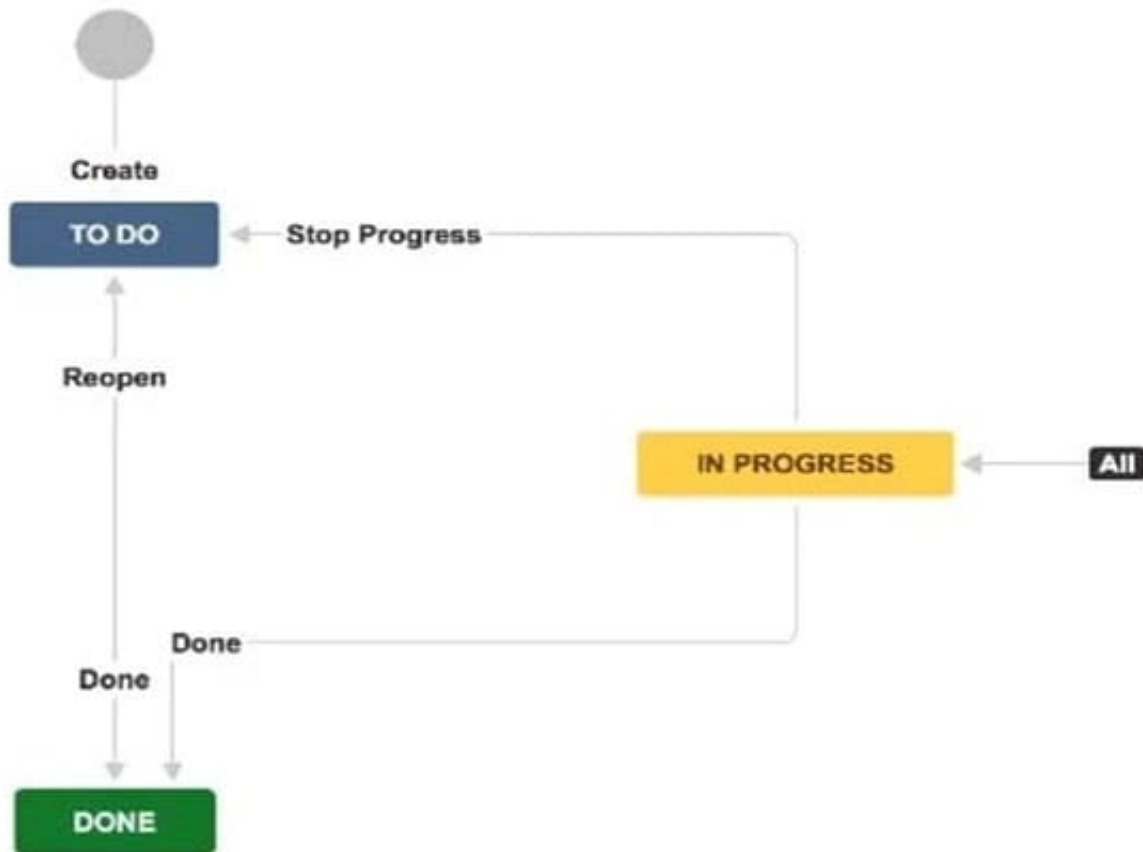 Create
TO DO
Stop Progress
Reopen
IN PROGRESS
All
Done
Done
DONE